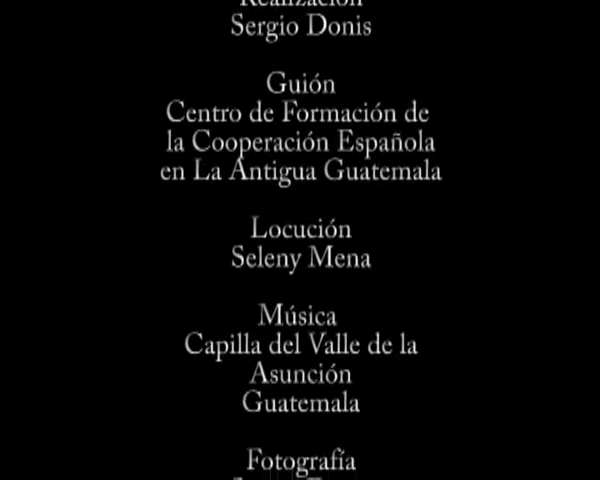 Realización
Sergio Donis
Guión
Centro de Formación de
la Cooperación Española
en La Antigua Guatemala
Locución
Seleny Mena
Música
Capilla del Valle de la
Asunción
Guatemala
Fotografía